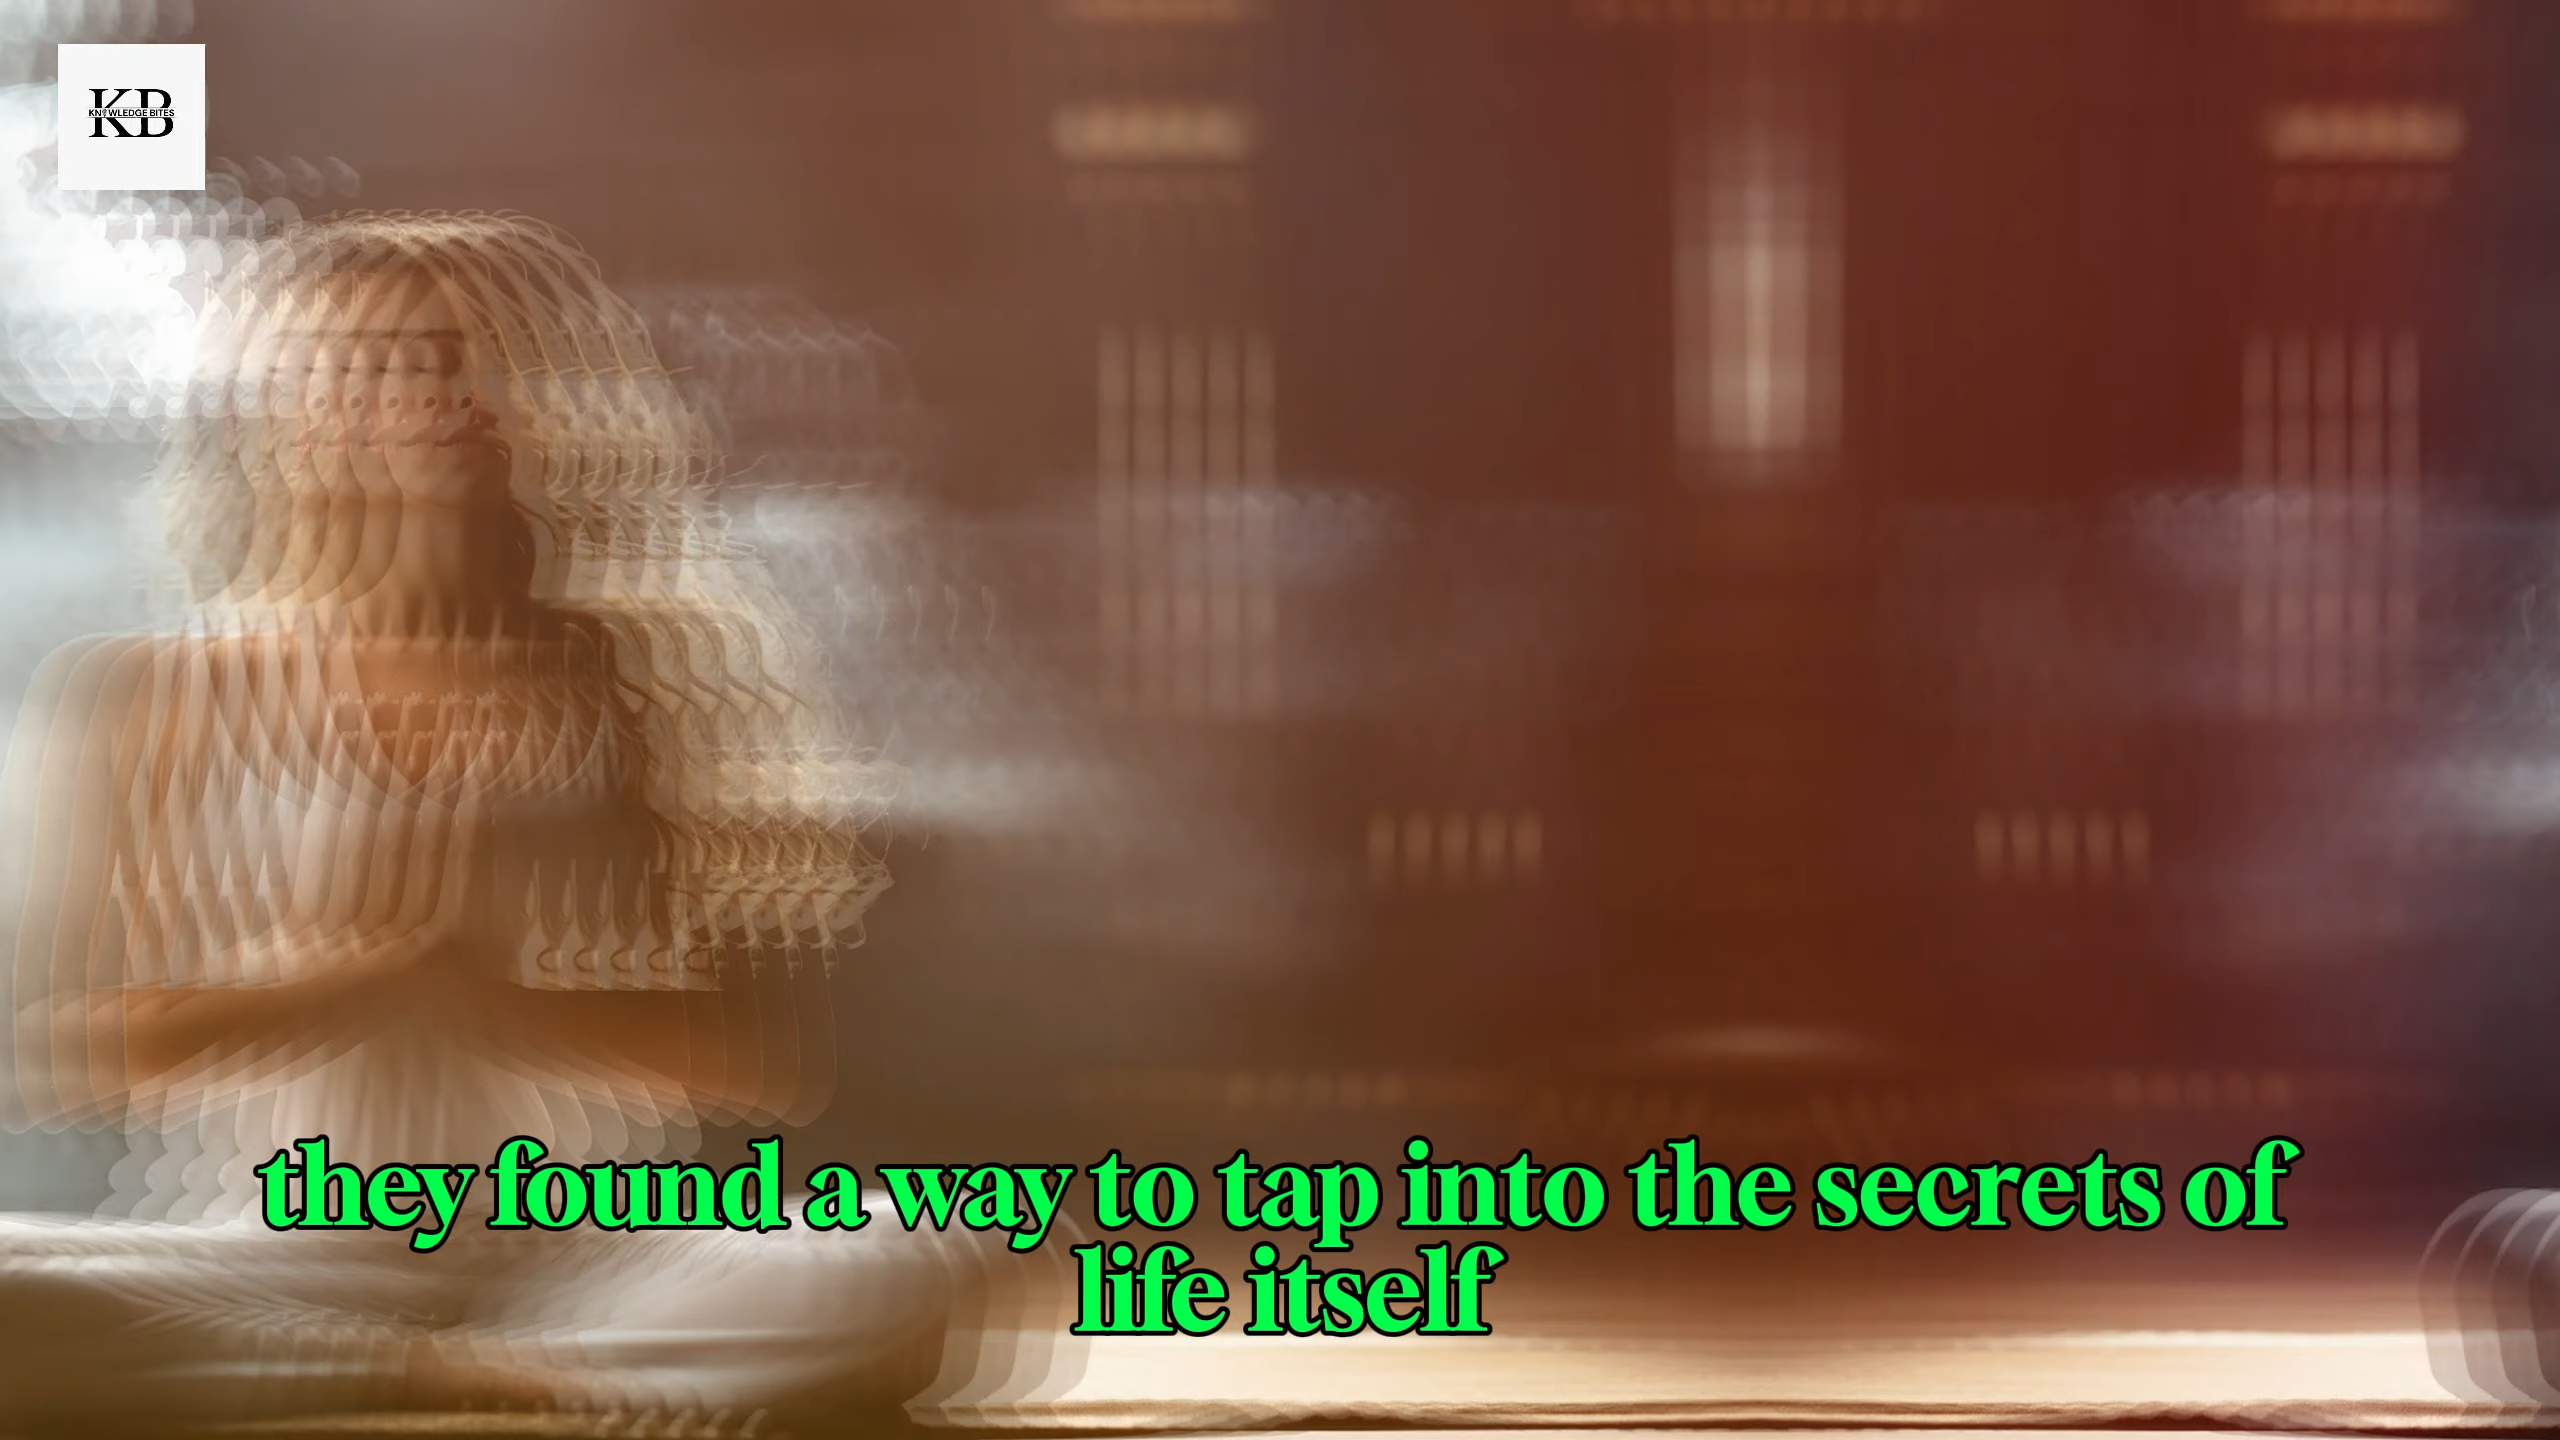 KB
KNOWLEDGE BITES
they found a way to tap into the secrets of
life itself